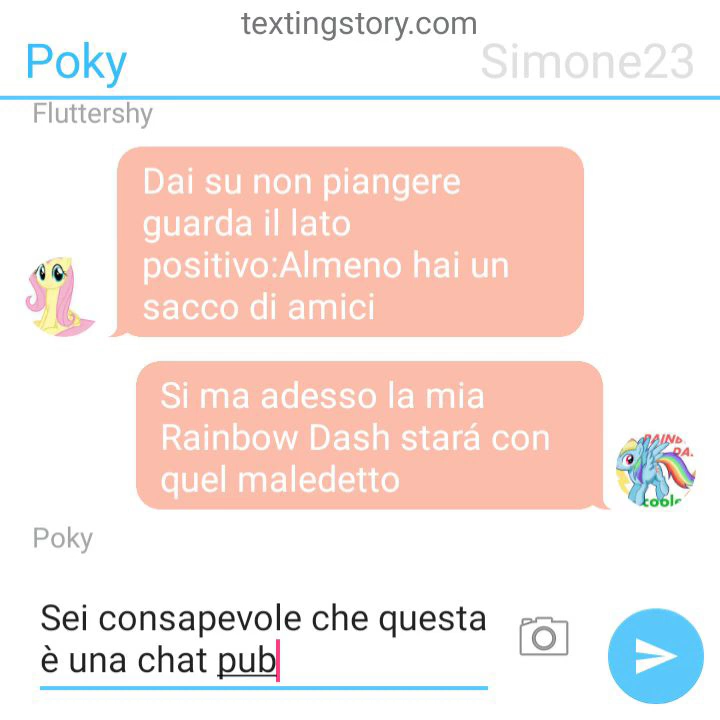 textingstory.com
Poky
Simone23
Fluttershy
Dai su non piangere
guarda il lato
positivo:Almeno hai un
sacco di amici
Si ma adesso la mia
Rainbow Dash stará con
quel maledetto
Poky
Sei consapevole che questa
è una chat pub